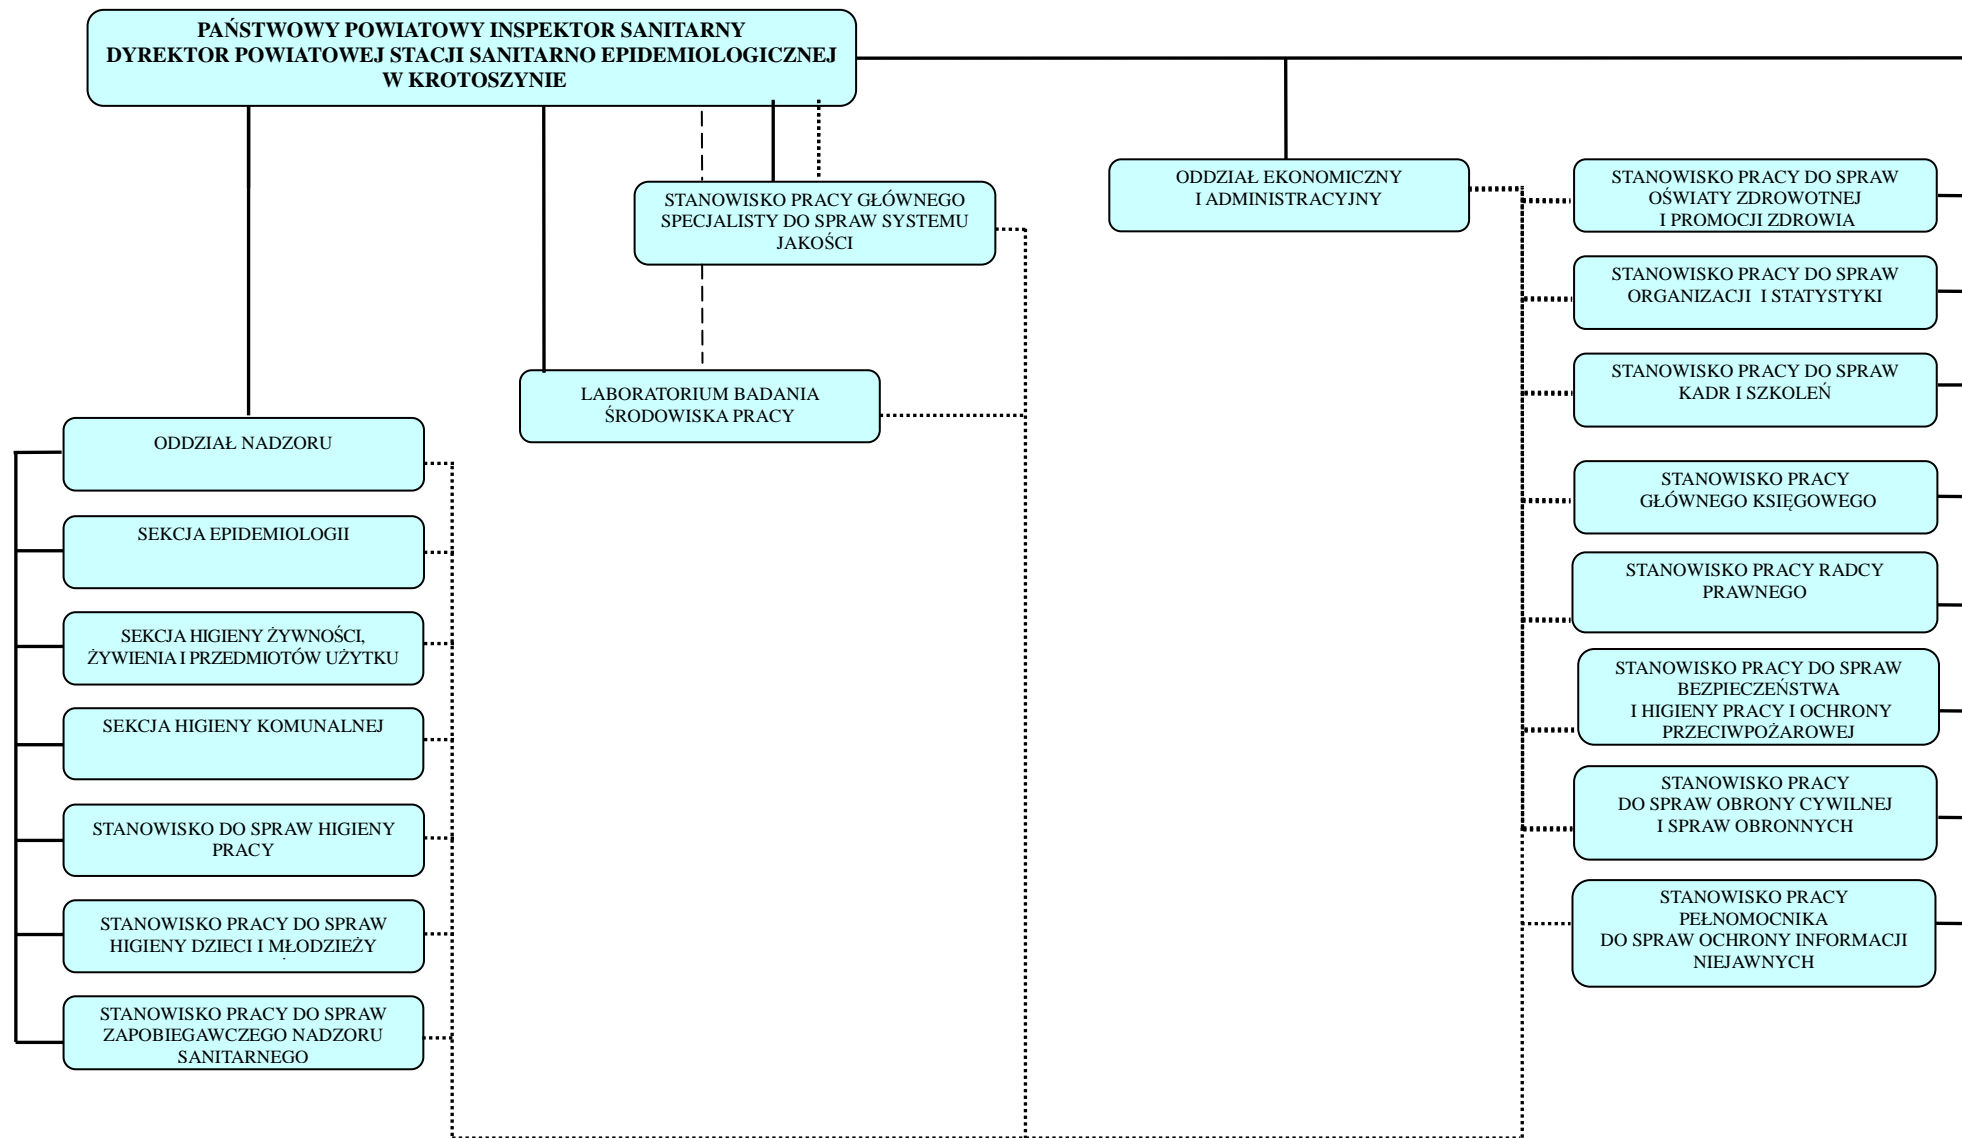 PAŃSTWOWY POWIATOWY INSPEKTOR SANITARNY
DYREKTOR POWIATOWEJ STACJI SANITARNO EPIDEMIOLOGICZNEJ
W KROTOSZYNIE
STANOWISKO PRACY GŁÓWNEGO
SPECJALISTY DO SPRAW SYSTEMU
JAKOŚCI
LABORATORIUM BADANIA
ŚRODOWISKA PRACY
ODDZIAŁ NADZORU
SEKCJA EPIDEMIOLOGII
SEKCJA HIGIENY ŻYWNOŚCI,
ŻYWIENIA I PRZEDMIOTÓW UŻYTKU
SEKCJA HIGIENY KOMUNALNEJ
STANOWISKO DO SPRAW HIGIENY
PRACY
STANOWISKO PRACY DO SPRAW
HIGIENY DZIECI I MŁODZIEŻY
.
STANOWISKO PRACY DO SPRAW
ZAPOBIEGAWCZEGO NADZORU
SANITARNEGO
ODDZIAŁ EKONOMICZNY
I ADMINISTRACYJNY
STANOWISKO PRACY DO SPRAW
OŚWIATY ZDROWOTNEJ
I PROMOCJI ZDROWIA
STANOWISKO PRACY DO SPRAW
ORGANIZACJI I STATYSTYKI
STANOWISKO PRACY DO SPRAW
KADR I SZKOLEŃ
STANOWISKO PRACY
GŁÓWNEGO KSIĘGOWEGO
STANOWISKO PRACY RADCY
PRAWNEGO
STANOWISKO PRACY DO SPRAW
BEZPIECZEŃSTWA
I HIGIENY PRACY I OCHRONY
PRZECIWPOŻAROWEJ
STANOWISKO PRACY
DO SPRAW OBRONY CYWILNEJ
I SPRAW OBRONNYCH
STANOWISKO PRACY
PEŁNOMOCNIKA
DO SPRAW OCHRONY INFORMACJI
NIEJAWNYCH